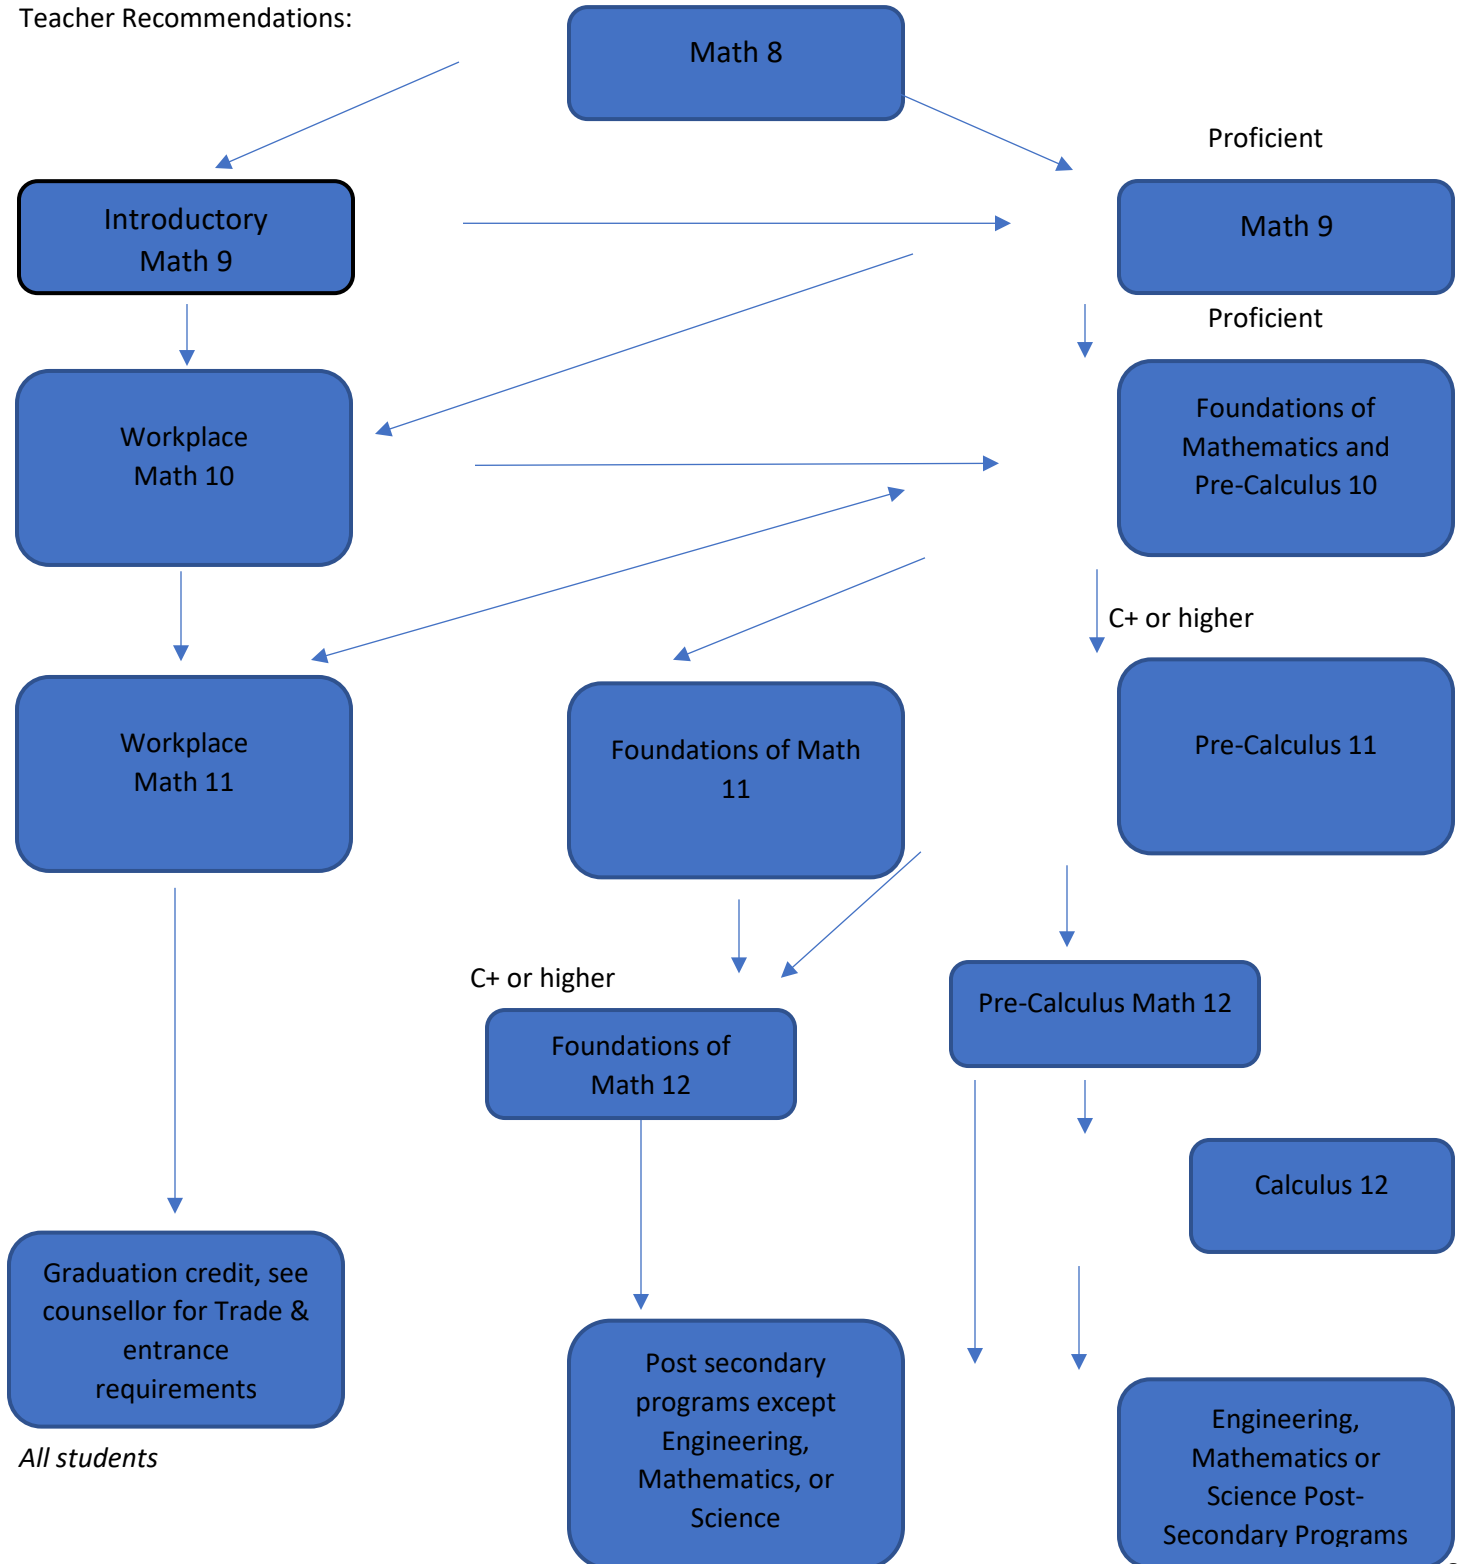 Teacher Recommendations:
Math 8
Proficient
Introductory
Math 9
Math 9
Proficient
Workplace
Math 10
Foundations of
Mathematics and
Pre-Calculus 10
C+ or higher
Workplace
Math 11
Foundations of Math
11
Pre-Calculus 11
C+ or higher
Foundations of
Math 12
Pre-Calculus Math 12
Calculus 12
Graduation credit, see
counsellor for Trade &
entrance
requirements
All students
Post secondary
programs except
Engineering,
Mathematics, or
Science
Engineering,
Mathematics or
Science Post-
Secondary Programs